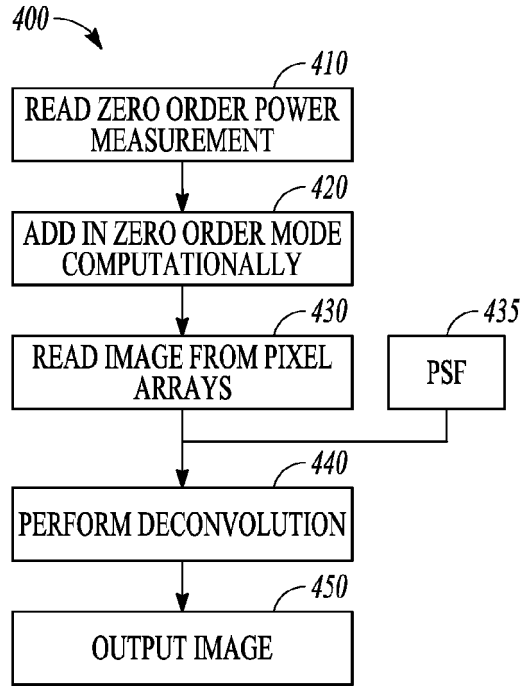 400
410
READ ZERO ORDER POWER
MEASUREMENT
420
ADD IN ZERO ORDER MODE
COMPUTATIONALLY
430
READ IMAGE FROM PIXEL
ARRAYS
435
PSF
440
PERFORM DECONVOLUTION
450
OUTPUT IMAGE